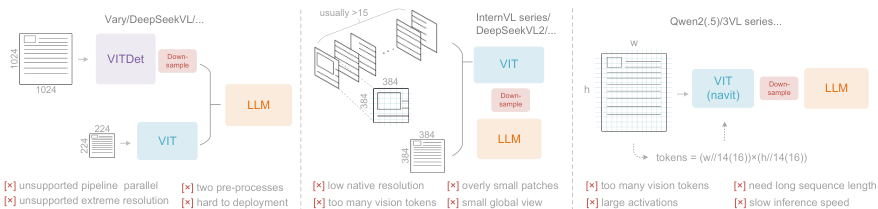 Vary/DeepSeekVL/...
1024
1024
VITDet
Down-
sample
LLM
224
224
VIT
[×] unsupported pipeline parallel
[×] unsupported extreme resolution
[×] two pre-processes
[×] hard to deployment
usually >15
InternVL series/
DeepSeekVL2/...
384
384
384
384
VIT
Down-
sample
LLM
[×] low native resolution
[×] too many vision tokens
[×] overly small patches
[×] small global view
Qwen2(.5)/3VL series...
w
h
VIT
(navit)
Down-
sample
LLM
tokens = (w//14(16))×(h//14(16))
[×] too many vision tokens
[×] large activations
[×] need long sequence length
[×] slow inference speed